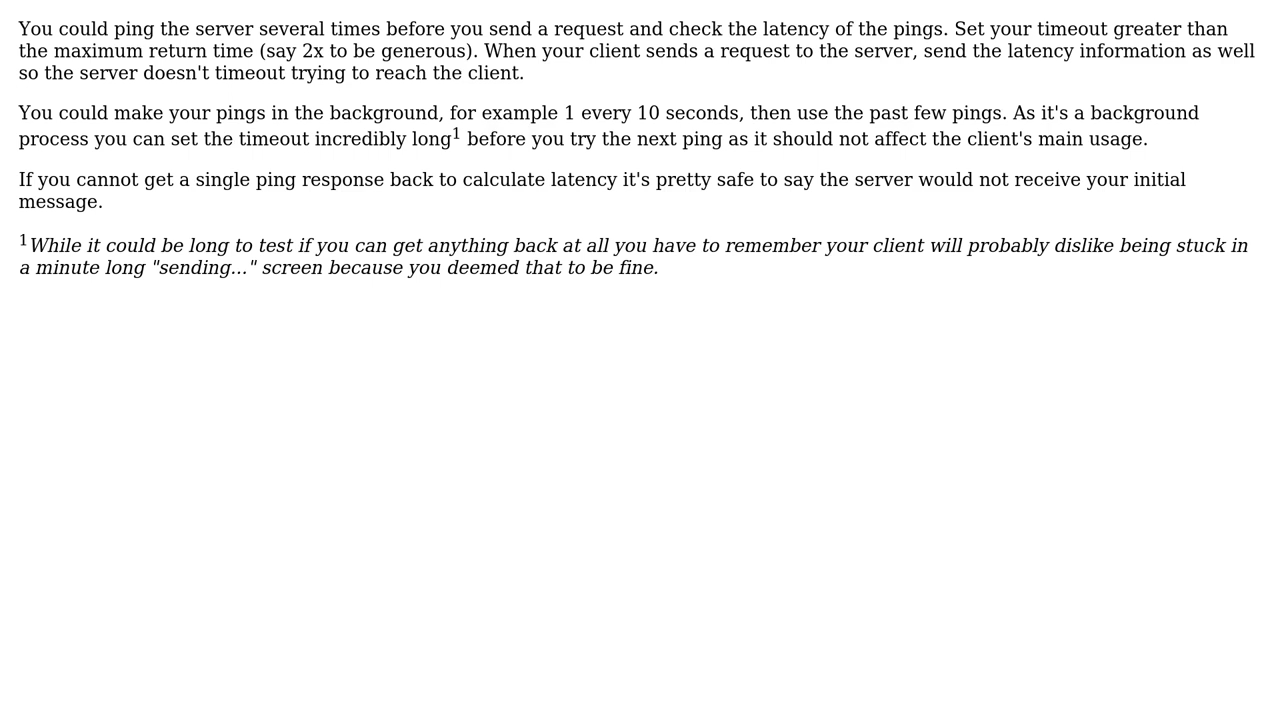 You could ping the server several times before you send a request and check the latency of the pings. Set your timeout greater than
the maximum return time (say 2x to be generous). When your client sends a request to the server, send the latency information as well
so the server doesn't timeout trying to reach the client.
You could make your pings in the background, for example 1 every 10 seconds, then use the past few pings. As it's a background
process you can set the timeout incredibly long1 before you try the next ping as it should not affect the client's main usage.
If you cannot get a single ping response back to calculate latency it's pretty safe to say the server would not receive your initial
message.
1While it could be long to test if you can get anything back at all you have to remember your client will probably dislike being stuck in
a minute long "sending..." screen because you deemed that to be fine.